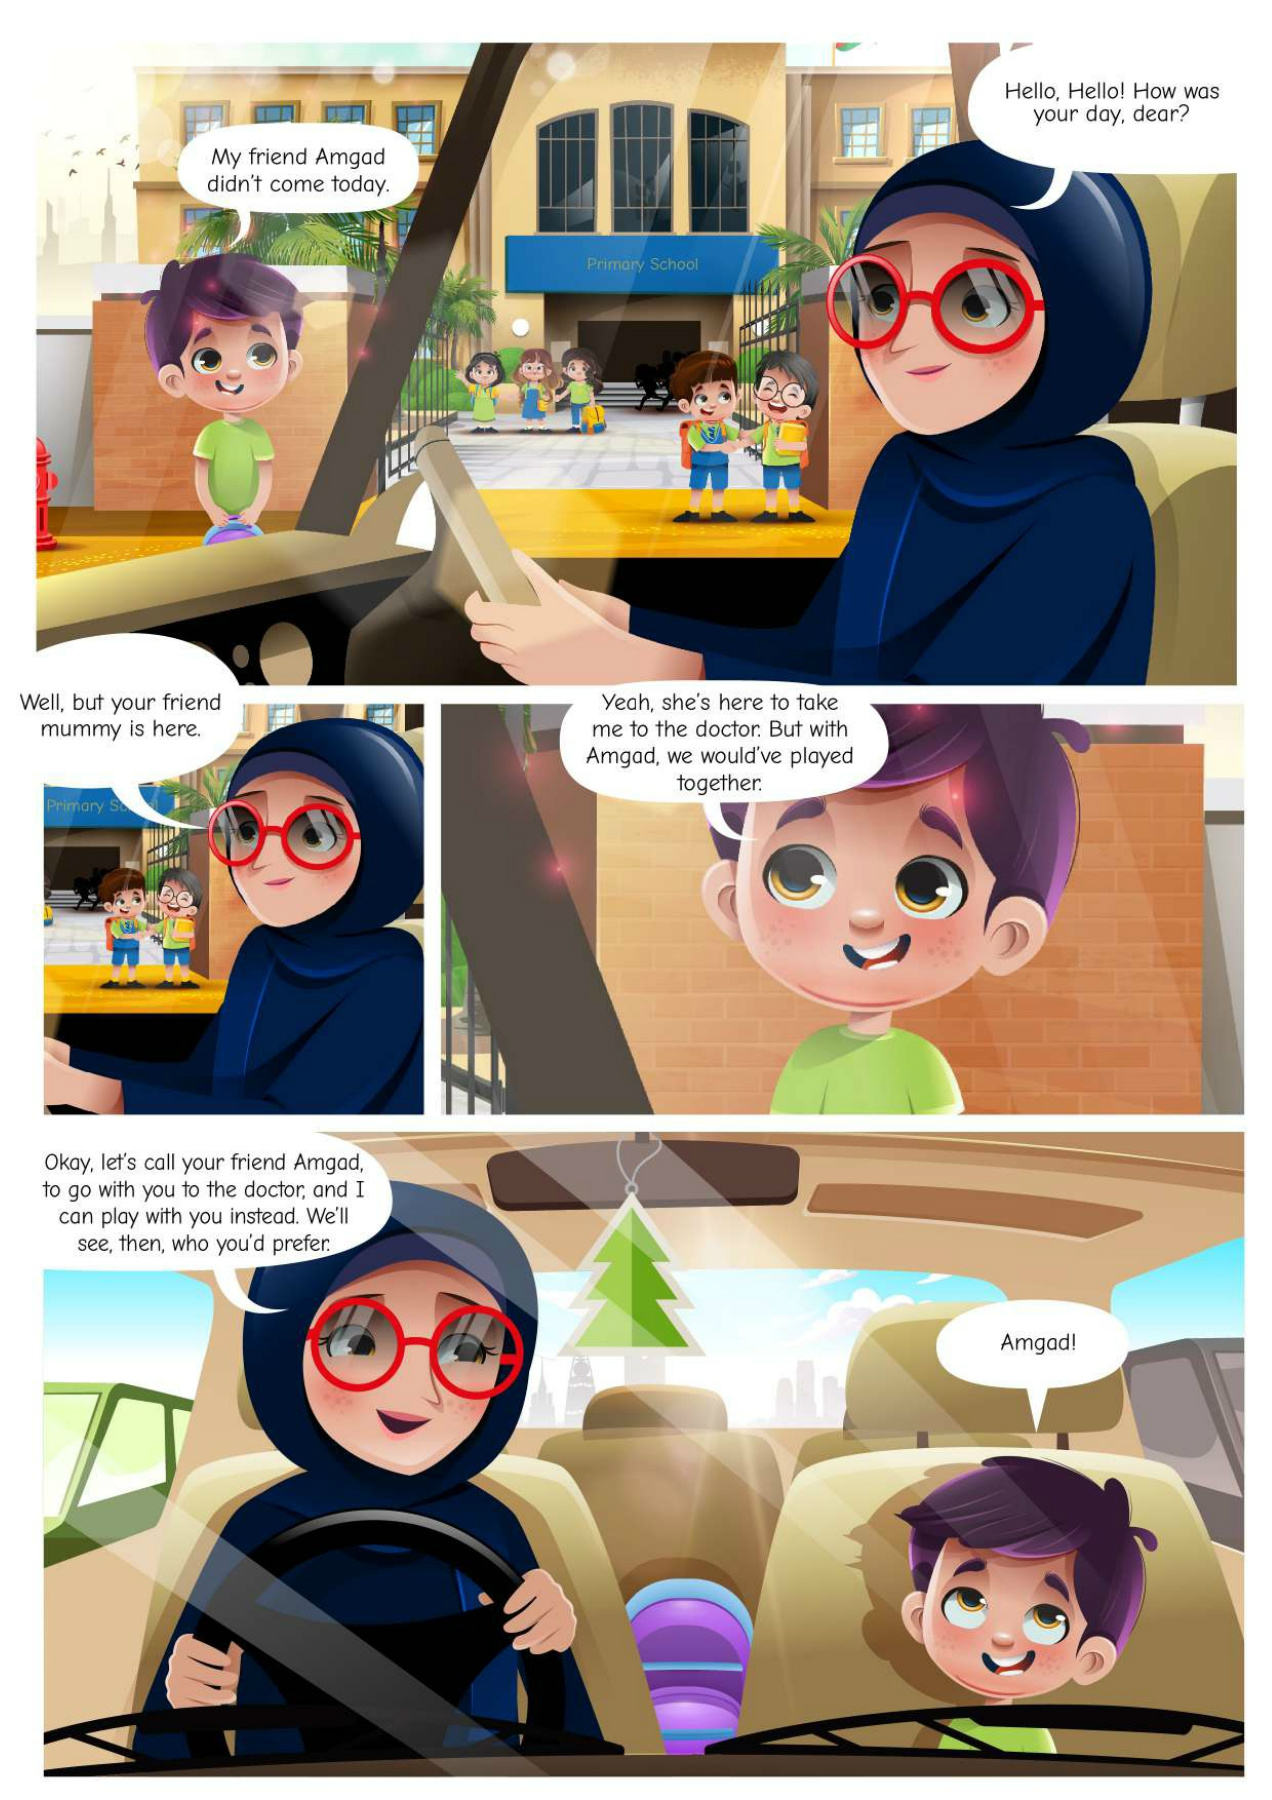 Hello, Hello! How was
your day, dear?
My friend Amgad
didn't come today.
Primary School
Well, but your friend
mummy is here.
Primary Sc
Yeah, she's here to take
me to the doctor. But with
Amgad, we would've played
together.
Okay, let's call your friend Amgad,
to go with you to the doctor, and I
can play with you instead. We'll
see, then, who you'd prefer.
Amgad!